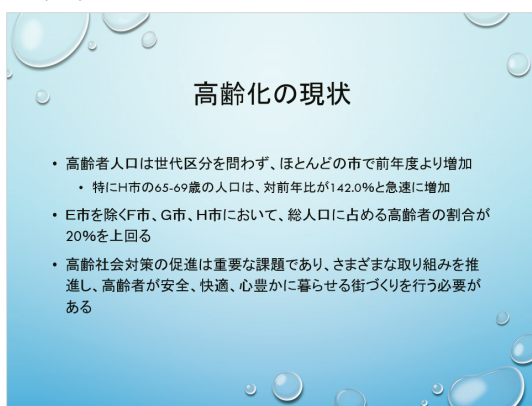 高齢化の現状
• 高齢者人口は世代区分を問わず、ほとんどの市で前年度より増加
• 特にH市の65-69歳の人口は、対前年比が142.0%と急速に増加
• E市を除くF市、G市、H市において、総人口に占める高齢者の割合が
20%を上回る
• 高齢社会対策の促進は重要な課題であり、さまざまな取り組みを推
進し、高齢者が安全、快適、心豊かに暮らせる街づくりを行う必要が
ある